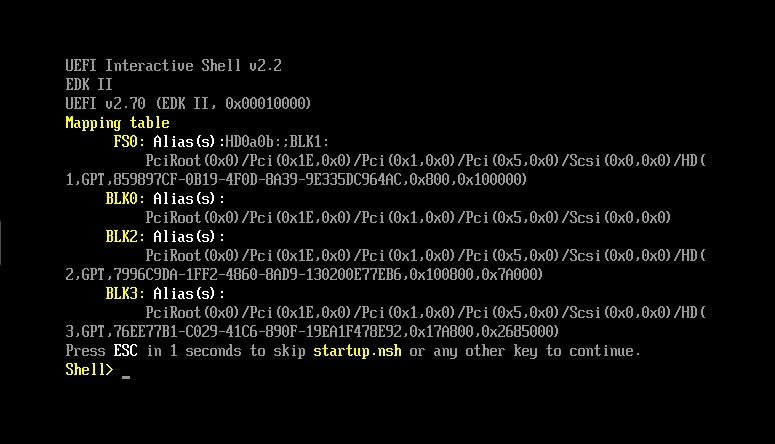 UEFI Interactive Shell v2.2
EDK II
UEFI v2.70 (EDK II, 0x00010000)
Mapping table
FS0: Alias(s):HD0a0b:;BLK1:
PciRoot(0x0)/Pci(0x1E,0x0)/Pci(0x1,0x0)/Pci(0x5,0x0)/Scsi(0x0,0x0)/HD(
1,GPT,859897CF-0B19-4F0D-8A39-9E335DC964AC,0x800,0x100000)
BLK0: Alias(s):
PciRoot(0x0)/Pci(0x1E,0x0)/Pci(0x1,0x0)/Pci(0x5,0x0)/Scsi(0x0,0x0)
BLK2: Alias(s):
PciRoot(0x0)/Pci(0x1E,0x0)/Pci(0x1,0x0)/Pci(0x5,0x0)/Scsi(0x0,0x0)/HD(
2,GPT,7996C9DA-1FF2-4860-8AD9-130200E77EB6,0x100800,0x7A000)
BLK3: Alias(s):
PciRoot(0x0)/Pci(0x1E,0x0)/Pci(0x1,0x0)/Pci(0x5,0x0)/Scsi(0x0,0x0)/HD(
3,GPT,76EE77B1-C029-41C6-890F-19EA1F478E92,0x17A800,0x2685000)
Press ESC in 1 seconds to skip startup.nsh or any other key to continue.
Shell> _